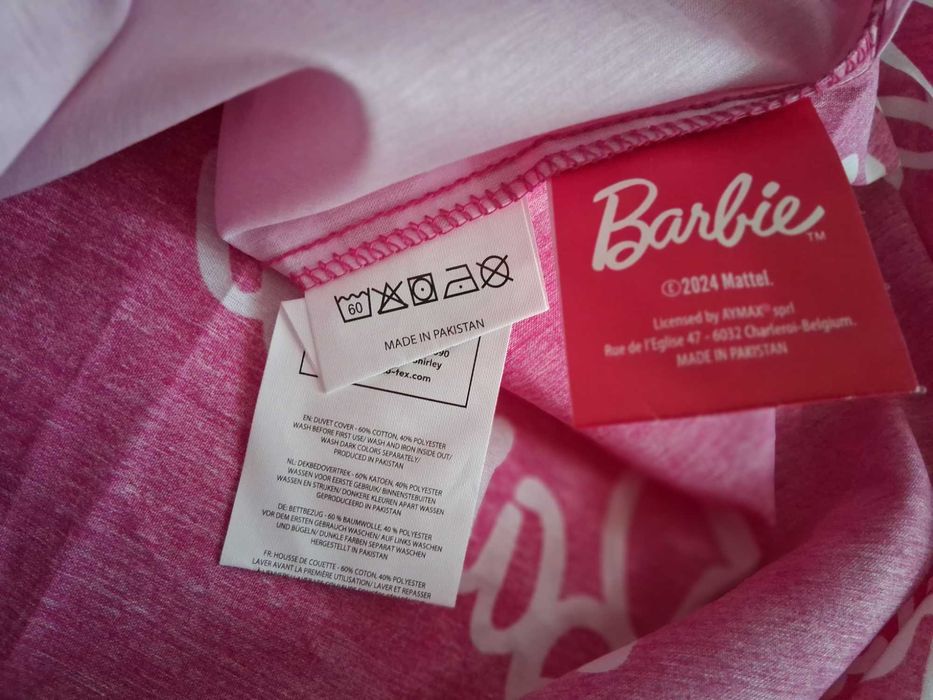 Barbie™
©2024 Mattel.
Licensed by AYMAX® sprl
Rue de l'Eglise 47 - 6032 Charleroi-Belgium.
MADE IN PAKISTAN
60
MADE IN PAKISTAN
090
hirley
-tex.com
EN: DUVET COVER - 60% COTTON, 40% POLYESTER
WASH BEFORE FIRST USE/ WASH AND IRON INSIDE OUT/
WASH DARK COLORS SEPARATELY/
PRODUCED IN PAKISTAN
NL: DEKBEDOVERTREK - 60% KATOEN, 40% POLYESTER
WASSEN VOOR EERSTE GEBRUIK/ BINNENSTEBUITEN
WASSEN EN STRIJKEN/ DONKERE KLEUREN APART WASSEN
GEPRODUCEERD IN PAKISTAN
DE: BETTBEZUG - 60 % BAUMWOLLE, 40 % POLYESTER
VOR DEM ERSTEN GEBRAUCH WASCHEN/ AUF LINKS WASCHEN
UND BÜGELN/ DUNKLE FARBEN SEPARAT WASCHEN
HERGESTELLT IN PAKISTAN
FR: HOUSSE DE COUETTE - 60% COTON, 40% POLYESTER
LAVER AVANT LA PREMIÈRE UTILISATION/ LAVER ET REPASSER